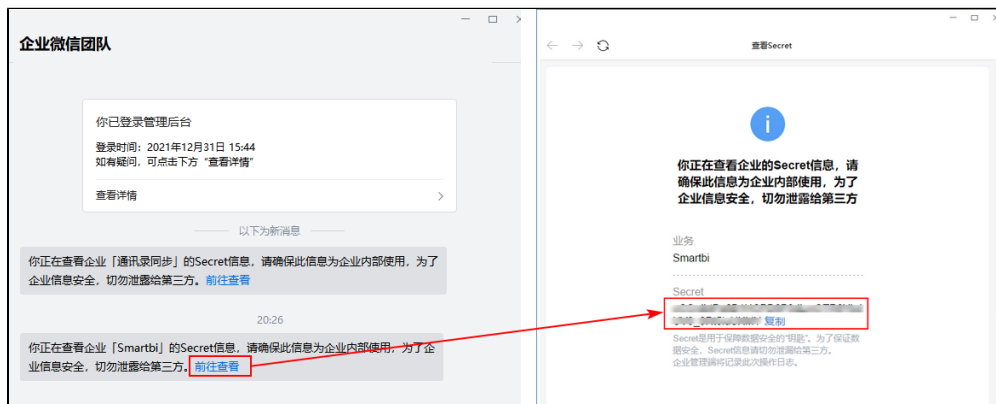 企业微信团队
你已登录管理后台
登录时间：2021年12月31日 15:44
如有疑问，可点击下方“查看详情”
查看详情
以下为新消息
你正在查看企业「通讯录同步」的Secret信息，请确保此信息为企业内部使用，为了
企业信息安全，切勿泄露给第三方。前往查看
20:26
你正在查看企业「Smartbi」的Secret信息，请确保此信息为企业内部使用，为了企
业信息安全，切勿泄露给第三方。前往查看
查看Secret
你正在查看企业的Secret信息，请
确保此信息为企业内部使用，为了
企业信息安全，切勿泄露给第三方
业务
Smartbi
Secret
复制
Secret是用于保障数据安全的“钥匙”。为了保证数
据安全，Secret信息请切勿泄漏给第三方。
企业管理端将记录此次操作日志。